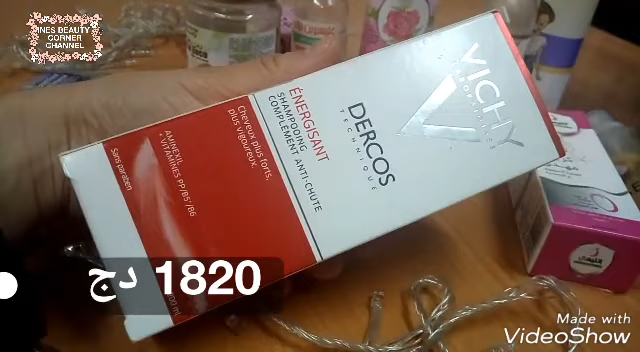 INES BEAUTY
CORNER
CHANNEL
VICHY
LABORATOIRES
DERCOS
TECHNIQUE
ÉNERGISANT
SHAMPOOING
COMPLÉMENT ANTI-CHUTE
Cheveux plus forts,
plus vigoureux.
AMINEXIL
+ VITAMINES PP/B5*/B6
Sans paraben
1820 دج
Made with
VideoShow